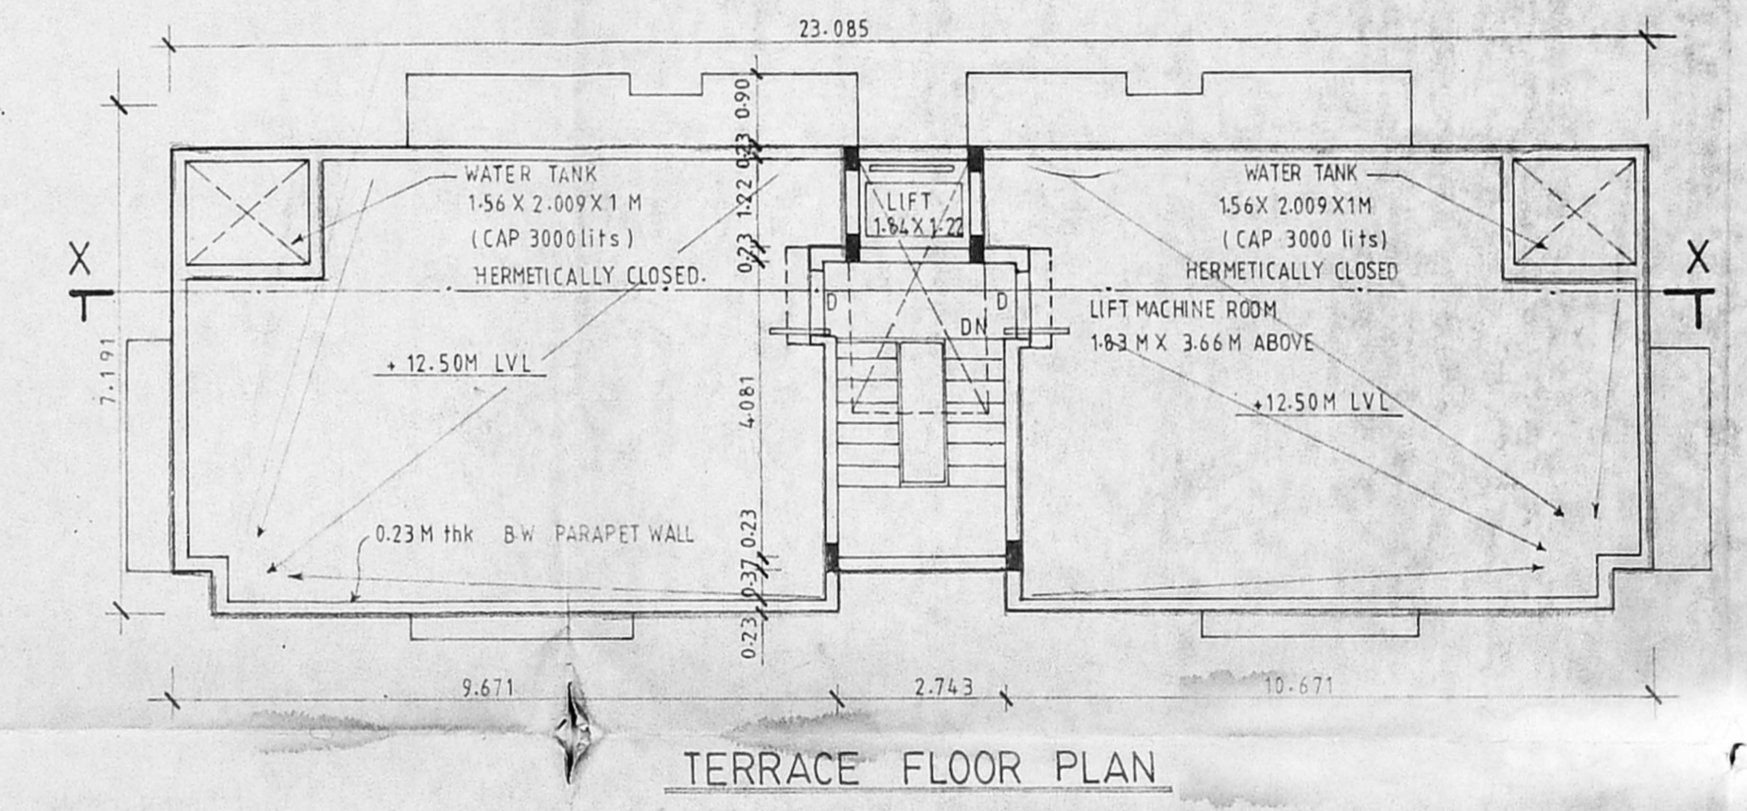 23.085
0.90
0.23
1.22
0.23
4.081
0.23
0.37
0.23
7.191
WATER TANK
1.56 X 2.009 X 1 M
(CAP 3000 lits)
HERMETICALLY CLOSED.
LIFT
1.84 X 1.22
WATER TANK
1.56 X 2.009 X 1M
(CAP 3000 lits)
HERMETICALLY CLOSED
X
X
D
D
DN
LIFT MACHINE ROOM
1.83 M X 3.66 M ABOVE
+ 12.50M LVL
+12.50M LVL
0.23 M thk B·W PARAPET WALL
9.671
2.743
10.671
TERRACE FLOOR PLAN